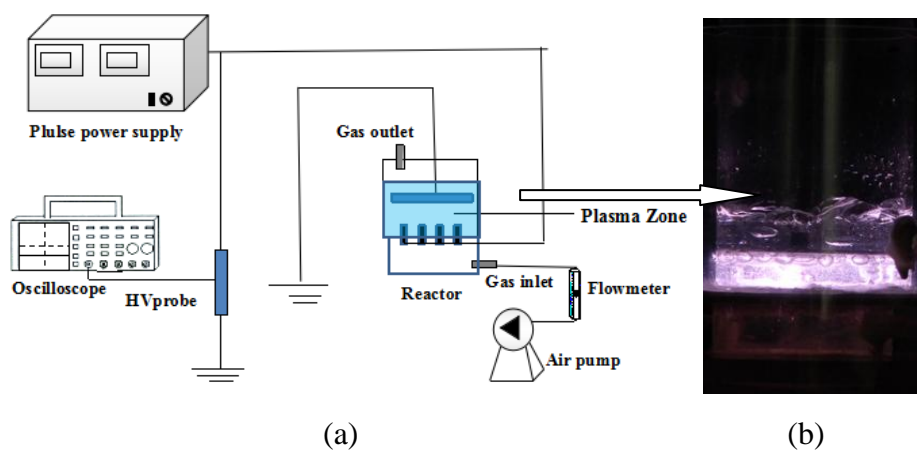 Plulse power supply
Gas outlet
Plasma Zone
Oscilloscope
HVprobe
Reactor
Gas inlet
Flowmeter
Air pump
(a)
(b)